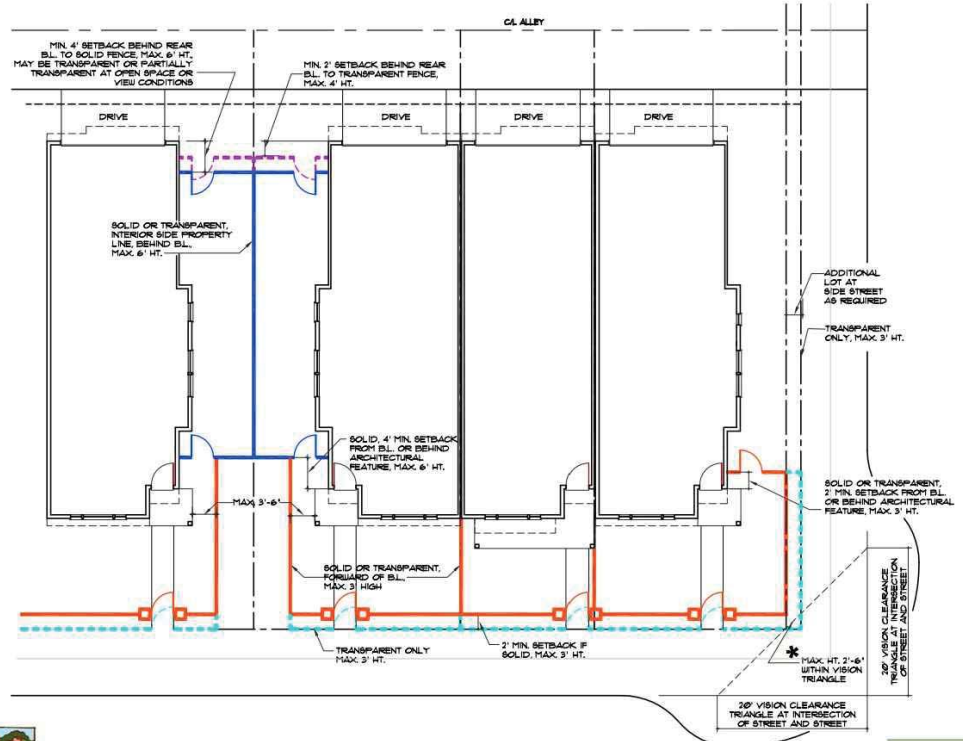 C/L ALLEY
MIN. 4' SETBACK BEHIND REAR
B.L. TO SOLID FENCE, MAX. 6' HT.
MAY BE TRANSPARENT OR PARTIALLY
TRANSPARENT AT OPEN SPACE OR
VIEW CONDITIONS
MIN. 2' SETBACK BEHIND REAR
B.L. TO TRANSPARENT FENCE,
MAX. 4' HT.
DRIVE
DRIVE
DRIVE
DRIVE
SOLID OR TRANSPARENT,
INTERIOR SIDE PROPERTY
LINE, BEHIND B.L.,
MAX. 6' HT.
ADDITIONAL
LOT AT
SIDE STREET
AS REQUIRED
TRANSPARENT
ONLY, MAX. 3' HT.
SOLID, 4' MIN. SETBACK
FROM B.L. OR BEHIND
ARCHITECTURAL
FEATURE, MAX. 6' HT.
MAX. 3'-6"
SOLID OR TRANSPARENT,
2' MIN. SETBACK FROM B.L.
OR BEHIND ARCHITECTURAL
FEATURE, MAX. 3' HT.
SOLID OR TRANSPARENT,
FORWARD OF B.L.,
MAX. 3' HIGH
TRANSPARENT ONLY
MAX. 3' HT.
2' MIN. SETBACK IF
SOLID, MAX. 3' HT.
*
MAX. HT. 2'-6"
WITHIN VISION
TRIANGLE
20' VISION CLEARANCE
TRIANGLE AT INTERSECTION
OF STREET AND STREET
20' VISION CLEARANCE
TRIANGLE AT INTERSECTION
OF STREET AND STREET